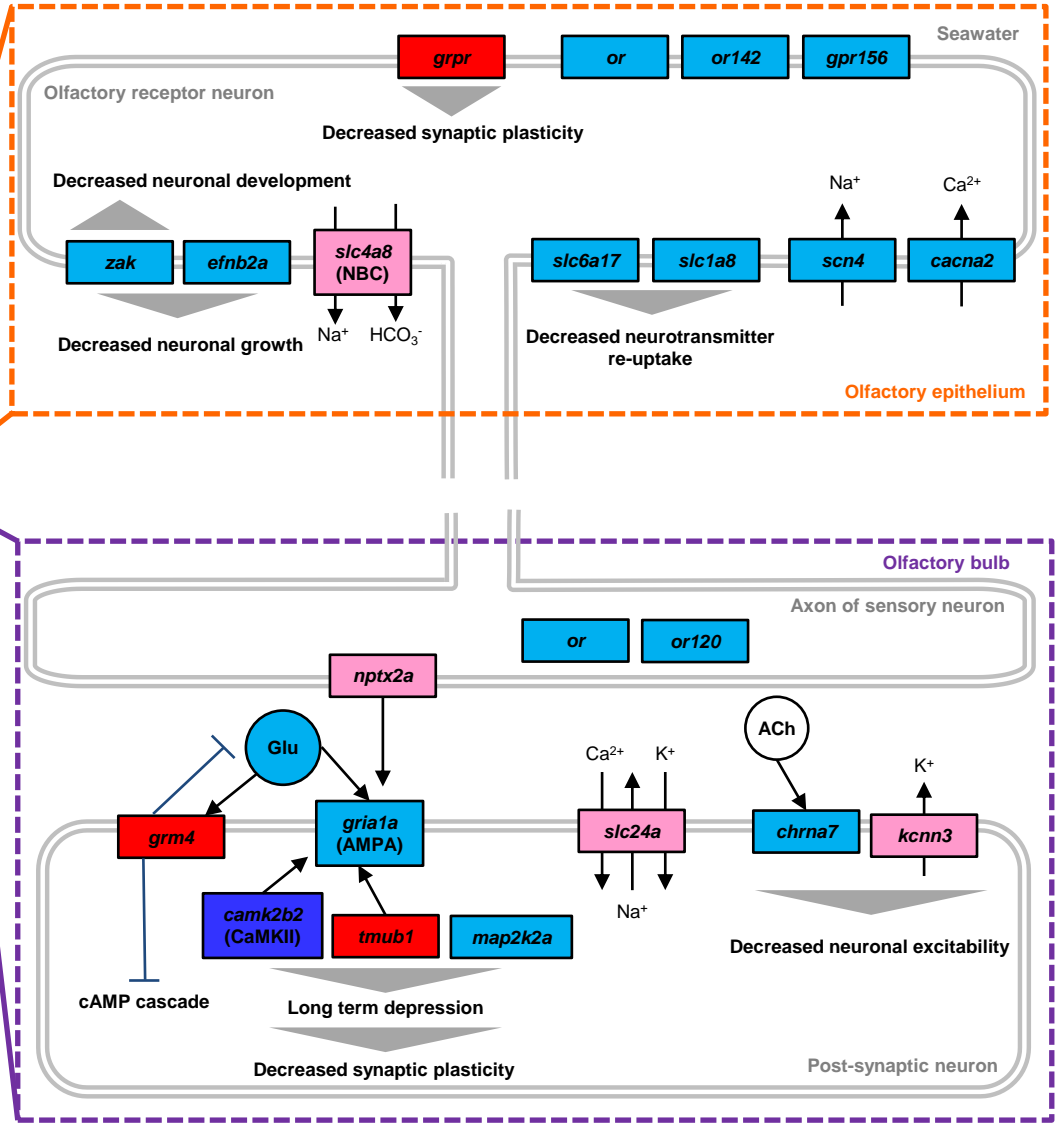 Seawater
grpr
or
or142
gpr156
Olfactory receptor neuron
Decreased synaptic plasticity
Decreased neuronal development
Na⁺
Ca²⁺
zak
efnb2a
slc4a8
(NBC)
slc6a17
slc1a8
scn4
cacna2
Na⁺
HCO₃⁻
Decreased neuronal growth
Decreased neurotransmitter
re-uptake
Olfactory epithelium
Olfactory bulb
Axon of sensory neuron
or
or120
nptx2a
Glu
ACh
Ca²⁺
K⁺
K⁺
grm4
gria1a
(AMPA)
slc24a
chrna7
kcnn3
camk2b2
(CaMKII)
tmub1
map2k2a
Na⁺
Decreased neuronal excitability
cAMP cascade
Long term depression
Decreased synaptic plasticity
Post-synaptic neuron